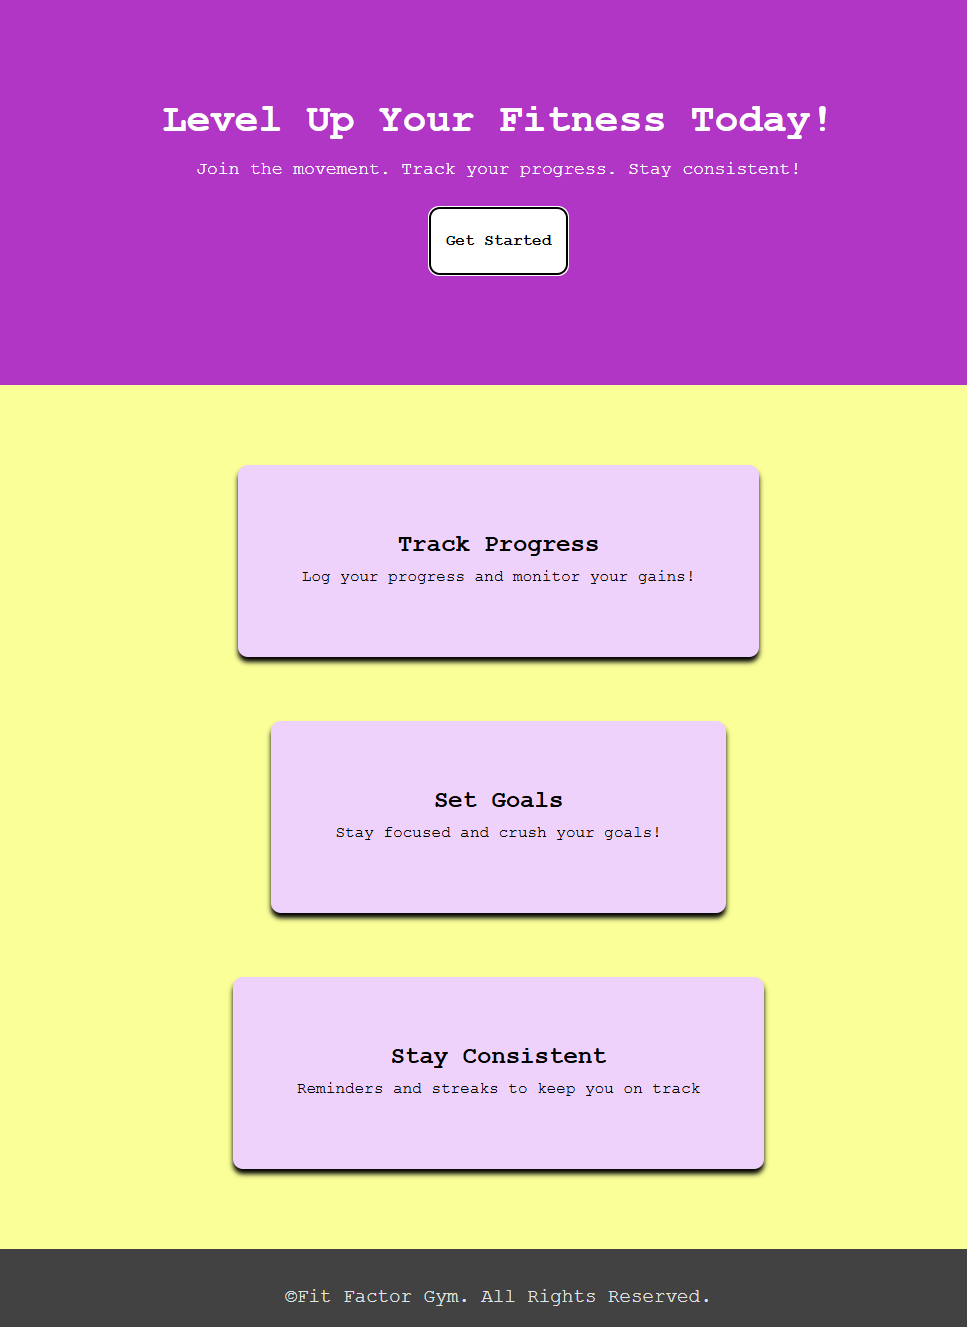 Level Up Your Fitness Today!
Join the movement. Track your progress. Stay consistent!
Get Started
Track Progress
Log your progress and monitor your gains!
Set Goals
Stay focused and crush your goals!
Stay Consistent
Reminders and streaks to keep you on track
©Fit Factor Gym. All Rights Reserved.